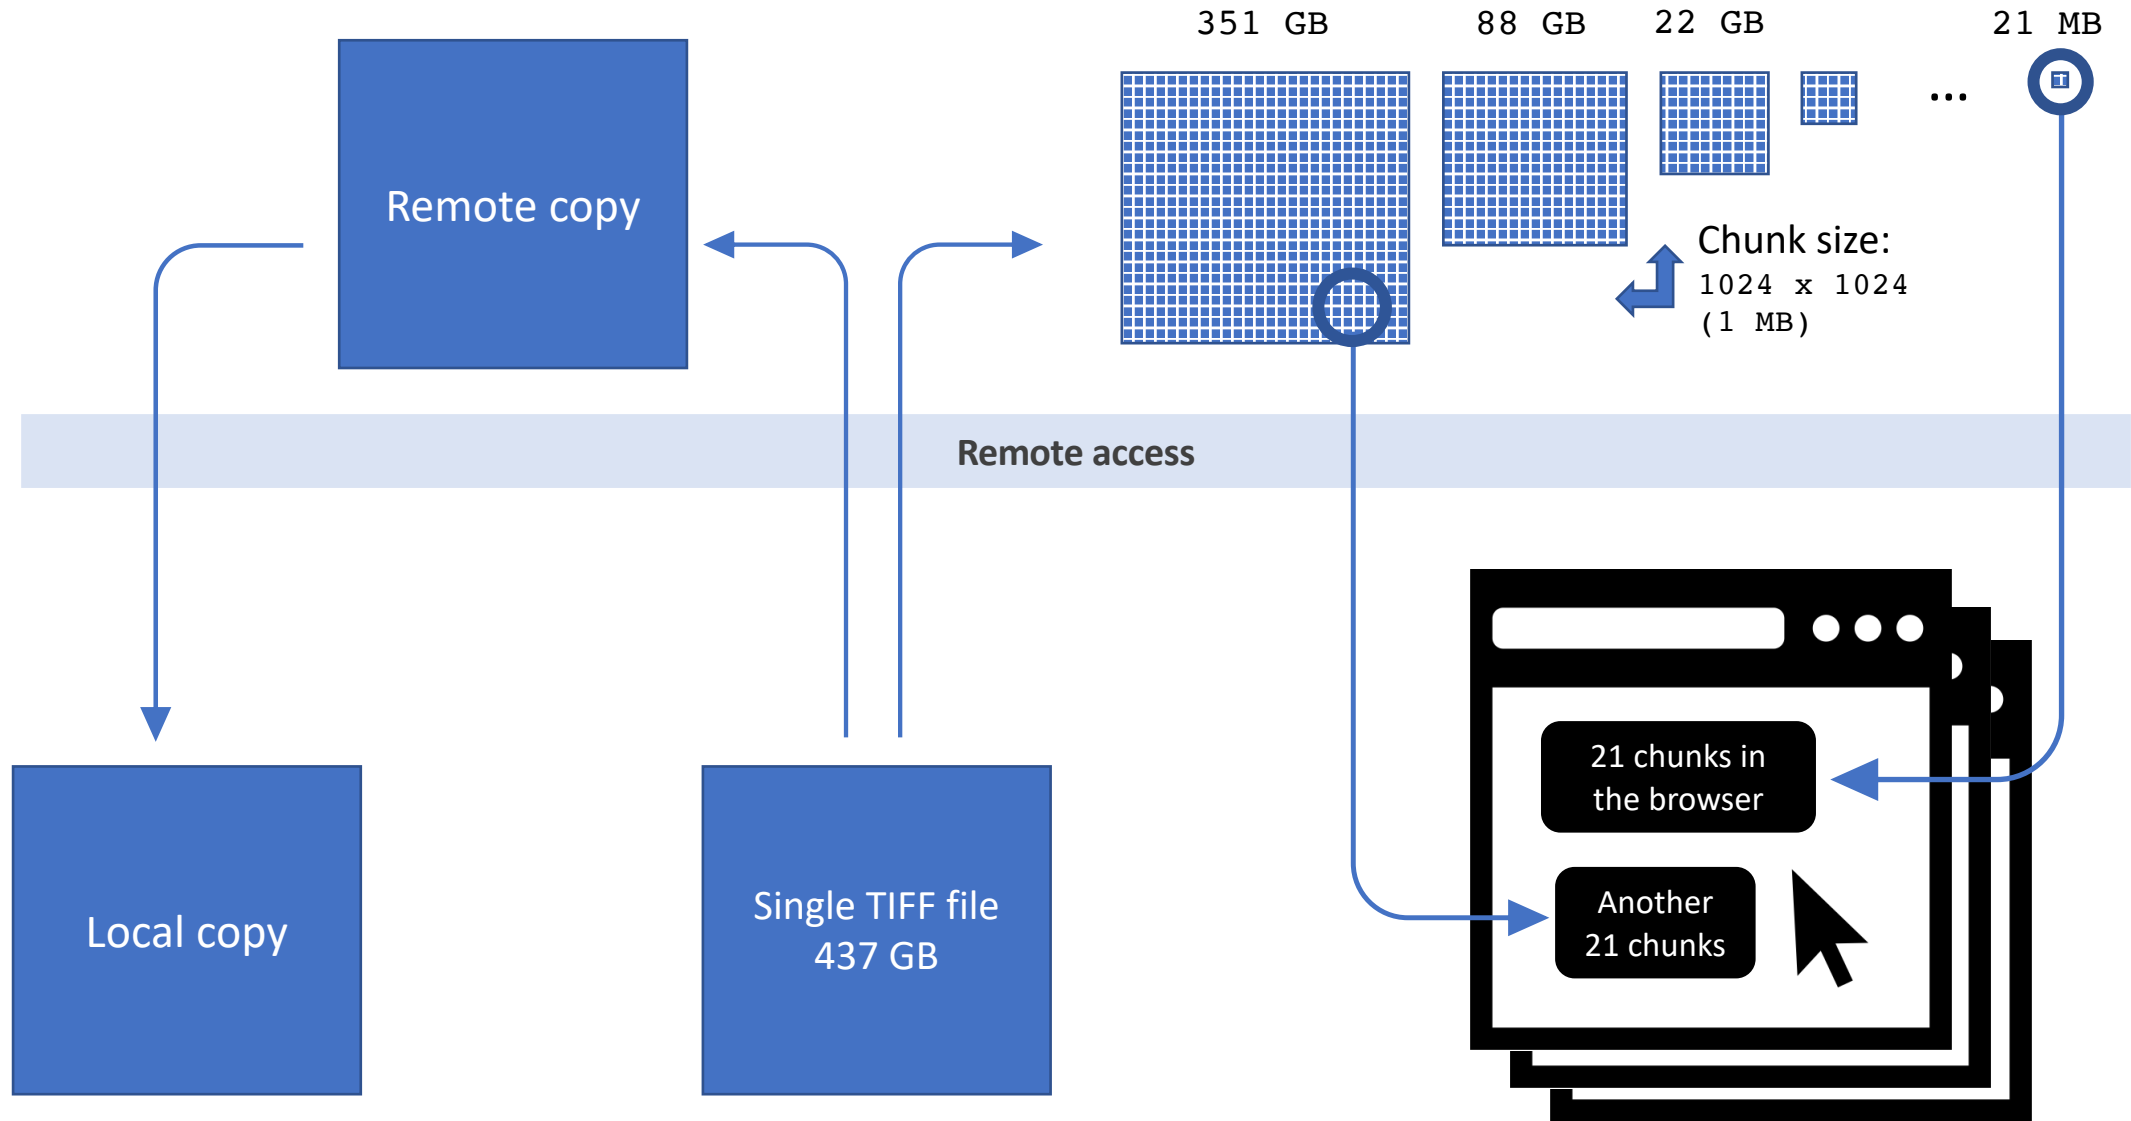 351 GB
88 GB
22 GB
21 MB
Remote copy
...
Chunk size:
1024 x 1024
(1 MB)
Remote access
21 chunks in
the browser
Another
21 chunks
Local copy
Single TIFF file
437 GB